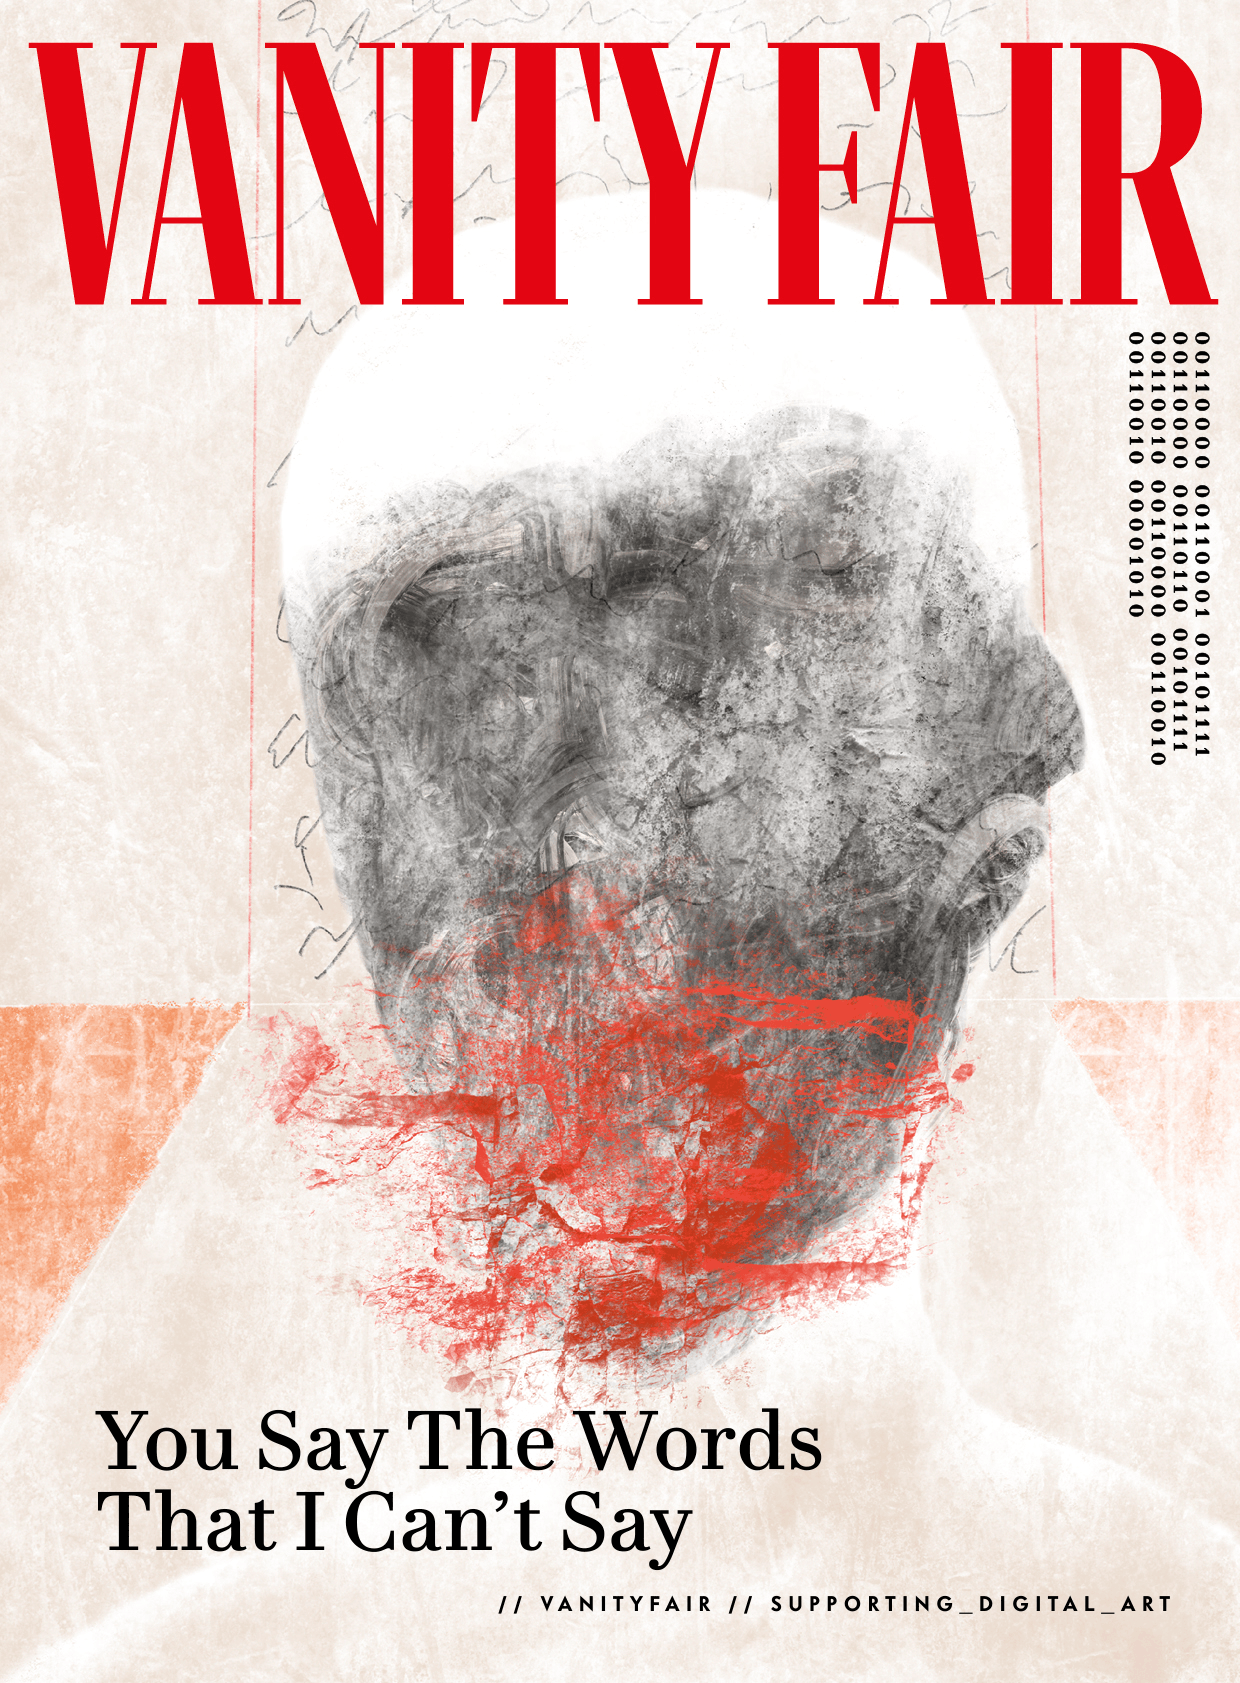 VANITY FAIR
00110000 00110001 00101111
00110000 00110110 00101111
00110010 00110000 00110010
00110010 00001010
You Say The Words
That I Can’t Say
// VANITYFAIR // SUPPORTING_DIGITAL_ART